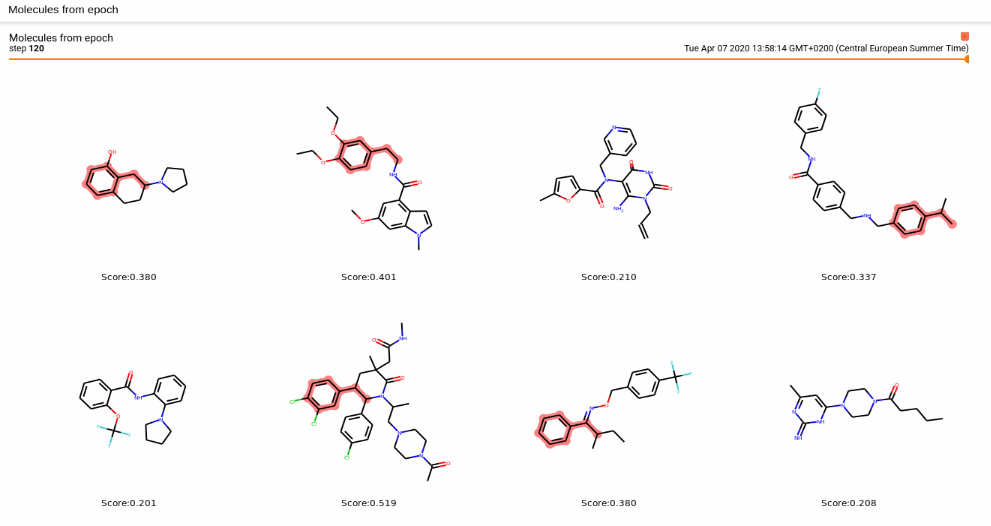 Molecules from epoch
Molecules from epoch
step 120
Tue Apr 07 2020 13:58:14 GMT+0200 (Central European Summer Time)
OH
N
Score:0.380
O
O
NH
O
O
N
Score:0.401
N
O
NH
N
O
O
O
N
NH₂
Score:0.210
F
NH
O
NH
Score:0.337
O
NH
O
N
F
F
F
Score:0.201
NH
O
O
N
Cl
Cl
N
Cl
N
O
Score:0.519
F
F
F
N
O
Score:0.380
O
N
N
N
NH
NH
Score:0.208